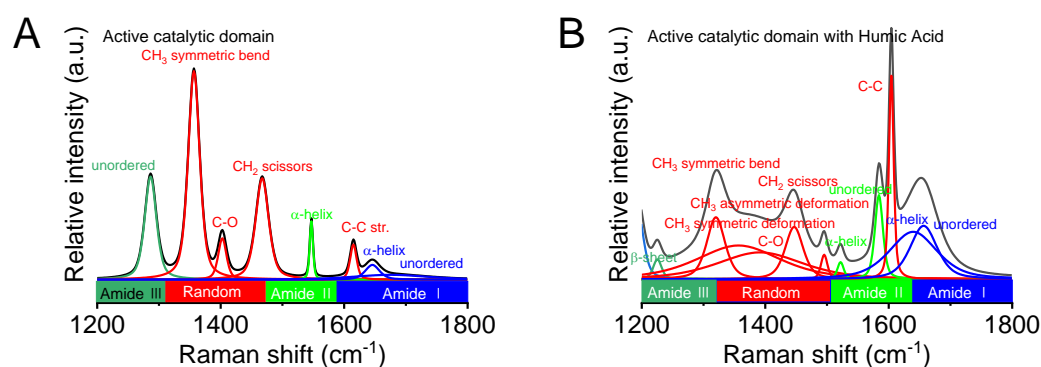 A
Active catalytic domain
CH₃ symmetric bend
unordered
CH₂ scissors
C-O
α-helix
C-C str.
α-helix
unordered
Relative intensity (a.u.)
Amide Ⅲ
Random
Amide Ⅱ
Amide Ⅰ
1200
1400
1600
1800
Raman shift (cm⁻¹)
B
Active catalytic domain with Humic Acid
C-C
CH₃ symmetric bend
CH₂ scissors
unordered
CH₃ asymmetric deformation
CH₃ symmetric deformation
α-helix
unordered
C-O
α-helix
β-sheet
Relative intensity (a.u.)
Amide Ⅲ
Random
Amide Ⅱ
Amide Ⅰ
1200
1400
1600
1800
Raman shift (cm⁻¹)